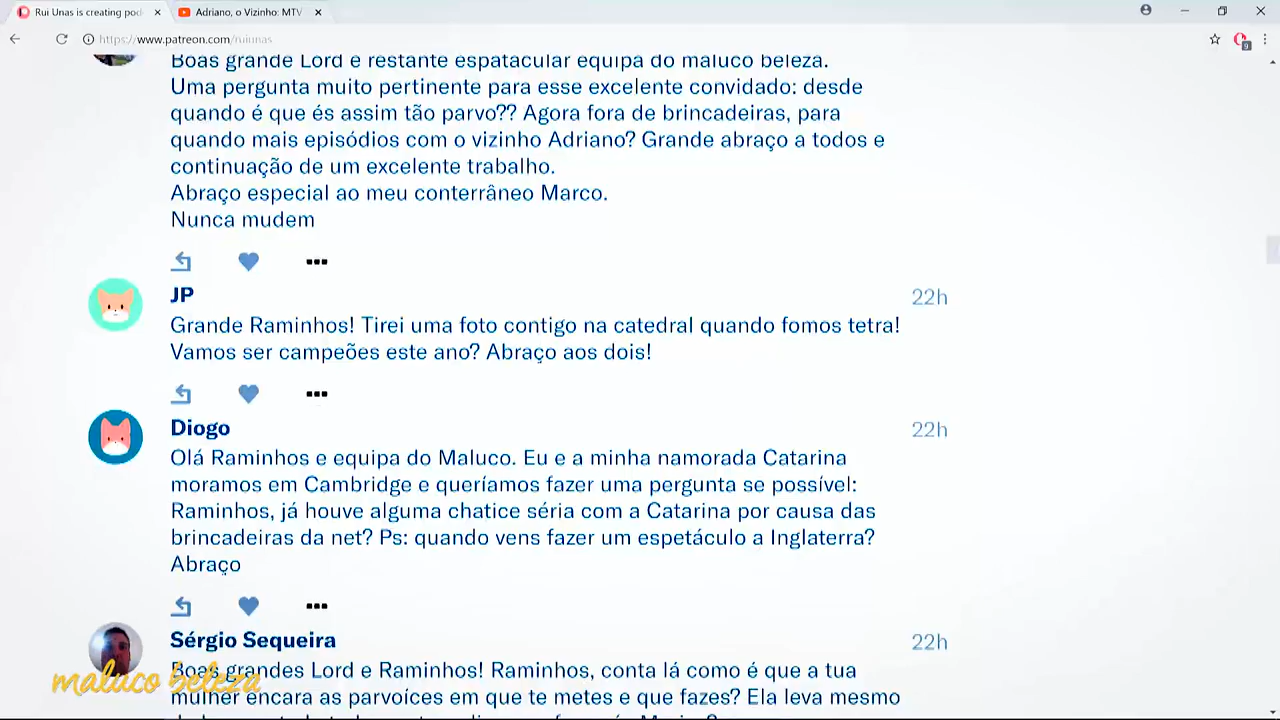 Rui Unas is creating pod
Adriano, o Vizinho: MTV
https://www.patreon.com/ruiunas
Boas grande Lord e restante espatacular equipa do maluco beleza.
Uma pergunta muito pertinente para esse excelente convidado: desde
quando é que és assim tão parvo?? Agora fora de brincadeiras, para
quando mais episódios com o vizinho Adriano? Grande abraço a todos e
continuação de um excelente trabalho.
Abraço especial ao meu conterrâneo Marco.
Nunca mudem
JP
22h
Grande Raminhos! Tirei uma foto contigo na catedral quando fomos tetra!
Vamos ser campeões este ano? Abraço aos dois!
Diogo
22h
Olá Raminhos e equipa do Maluco. Eu e a minha namorada Catarina
moramos em Cambridge e queríamos fazer uma pergunta se possível:
Raminhos, já houve alguma chatice séria com a Catarina por causa das
brincadeiras da net? Ps: quando vens fazer um espetáculo a Inglaterra?
Abraço
Sérgio Sequeira
22h
Boas grandes Lord e Raminhos! Raminhos, conta lá como é que a tua
mulher encara as parvoíces em que te metes e que fazes? Ela leva mesmo
maluco beleza